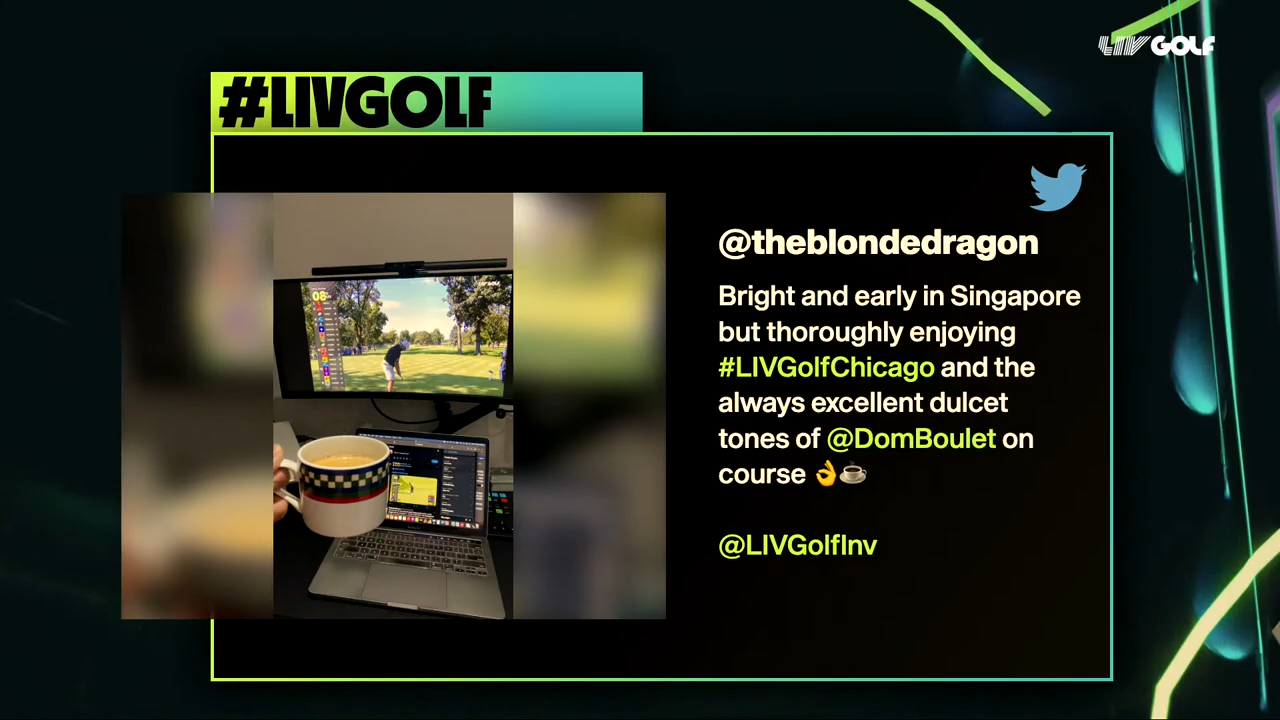 LIV GOLF
#LIVGOLF
@theblondedragon
Bright and early in Singapore
but thoroughly enjoying
#LIVGolfChicago and the
always excellent dulcet
tones of @DomBoulet on
course 👌☕
@LIVGolfInv
08